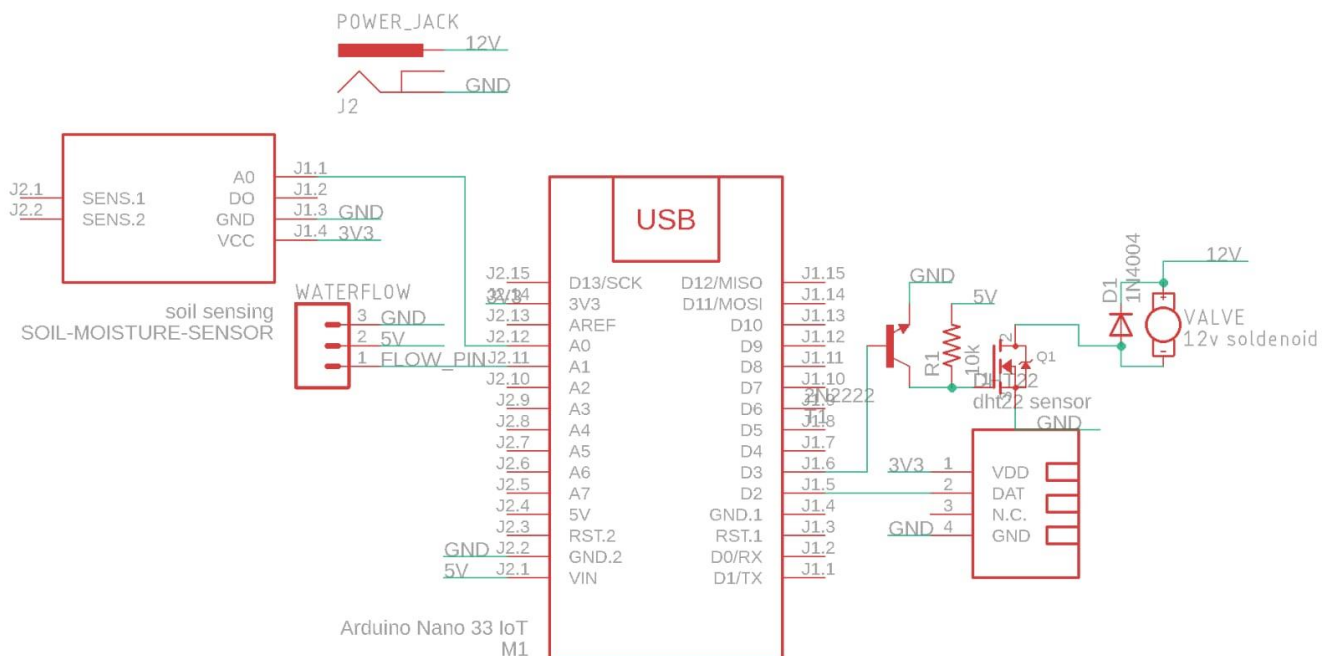 POWER_JACK
12V
GND
J2
J2.1
J2.2
SENS.1
SENS.2
A0
DO
GND
VCC
J1.1
J1.2
J1.3
J1.4
GND
3V3
soil sensing
SOIL-MOISTURE-SENSOR
WATERFLOW
3
2
1
GND
5V
FLOW_PIN
USB
J2.15
3V3
J2.14
J2.13
J2.12
J2.11
J2.10
J2.9
J2.8
J2.7
J2.6
J2.5
J2.4
J2.3
J2.2
J2.1
GND
5V
D13/SCK
3V3
AREF
A0
A1
A2
A3
A4
A5
A6
A7
5V
RST.2
GND.2
VIN
D12/MISO
D11/MOSI
D10
D9
D8
D7
D6
D5
D4
D3
D2
GND.1
RST.1
D0/RX
D1/TX
J1.15
J1.14
J1.13
J1.12
J1.11
J1.10
J1.9
J1.8
J1.7
J1.6
J1.5
J1.4
J1.3
J1.2
J1.1
Arduino Nano 33 IoT
M1
2N2222
T1
GND
5V
R1
10k
2
Q1
DHT22
dht22 sensor
GND
3V3
GND
1
2
3
4
VDD
DAT
N.C.
GND
D1
1N4004
12V
+
-
VALVE
12v soldenoid